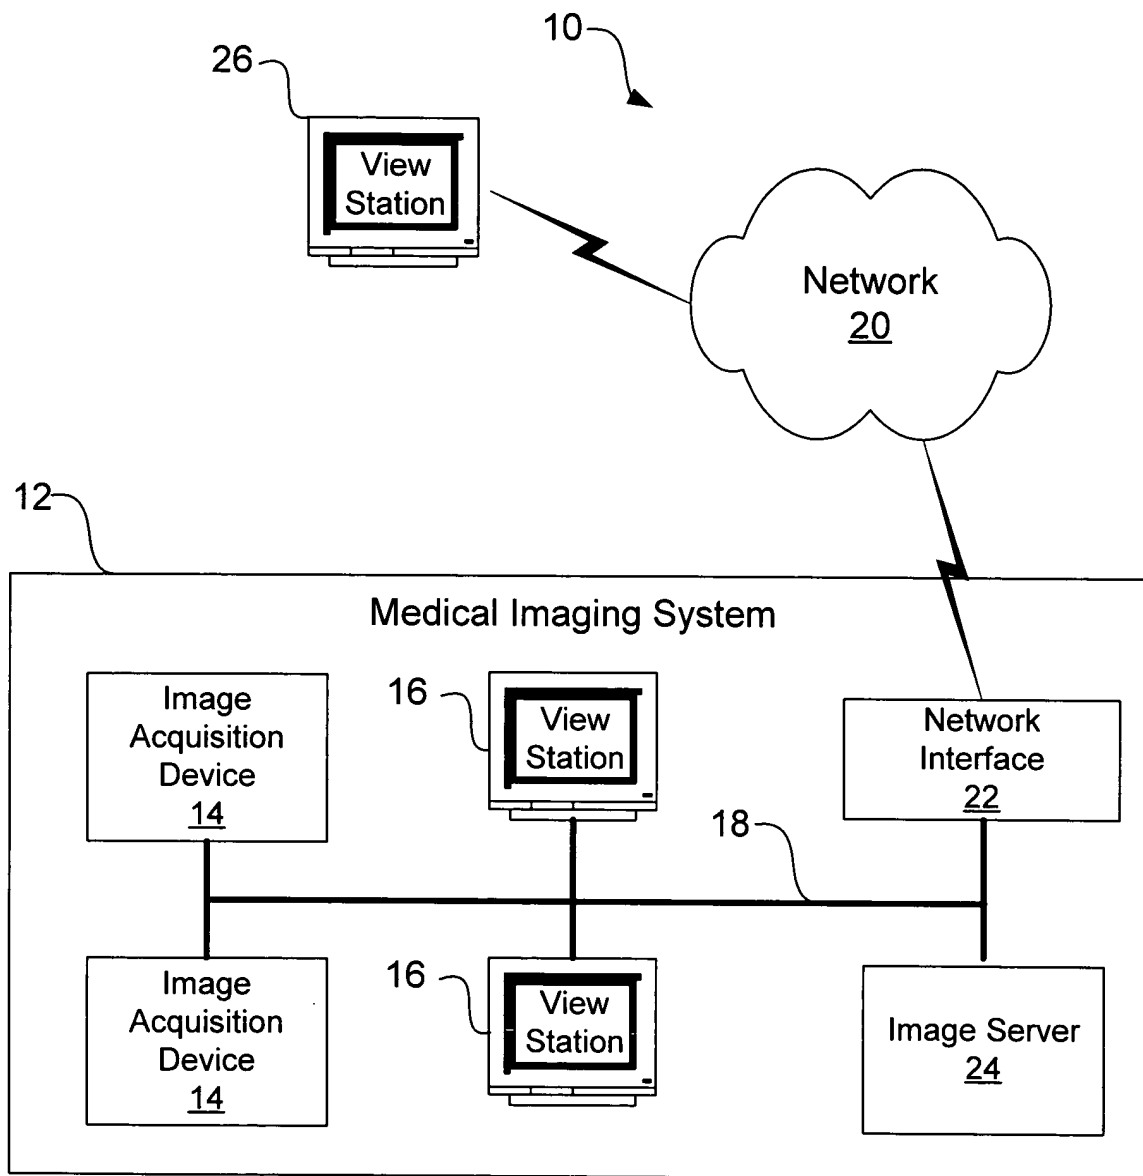 10
26
View
Station
Network
20
12
Medical Imaging System
Image
Acquisition
Device
14
16
View
Station
Network
Interface
22
18
Image
Acquisition
Device
14
16
View
Station
Image Server
24